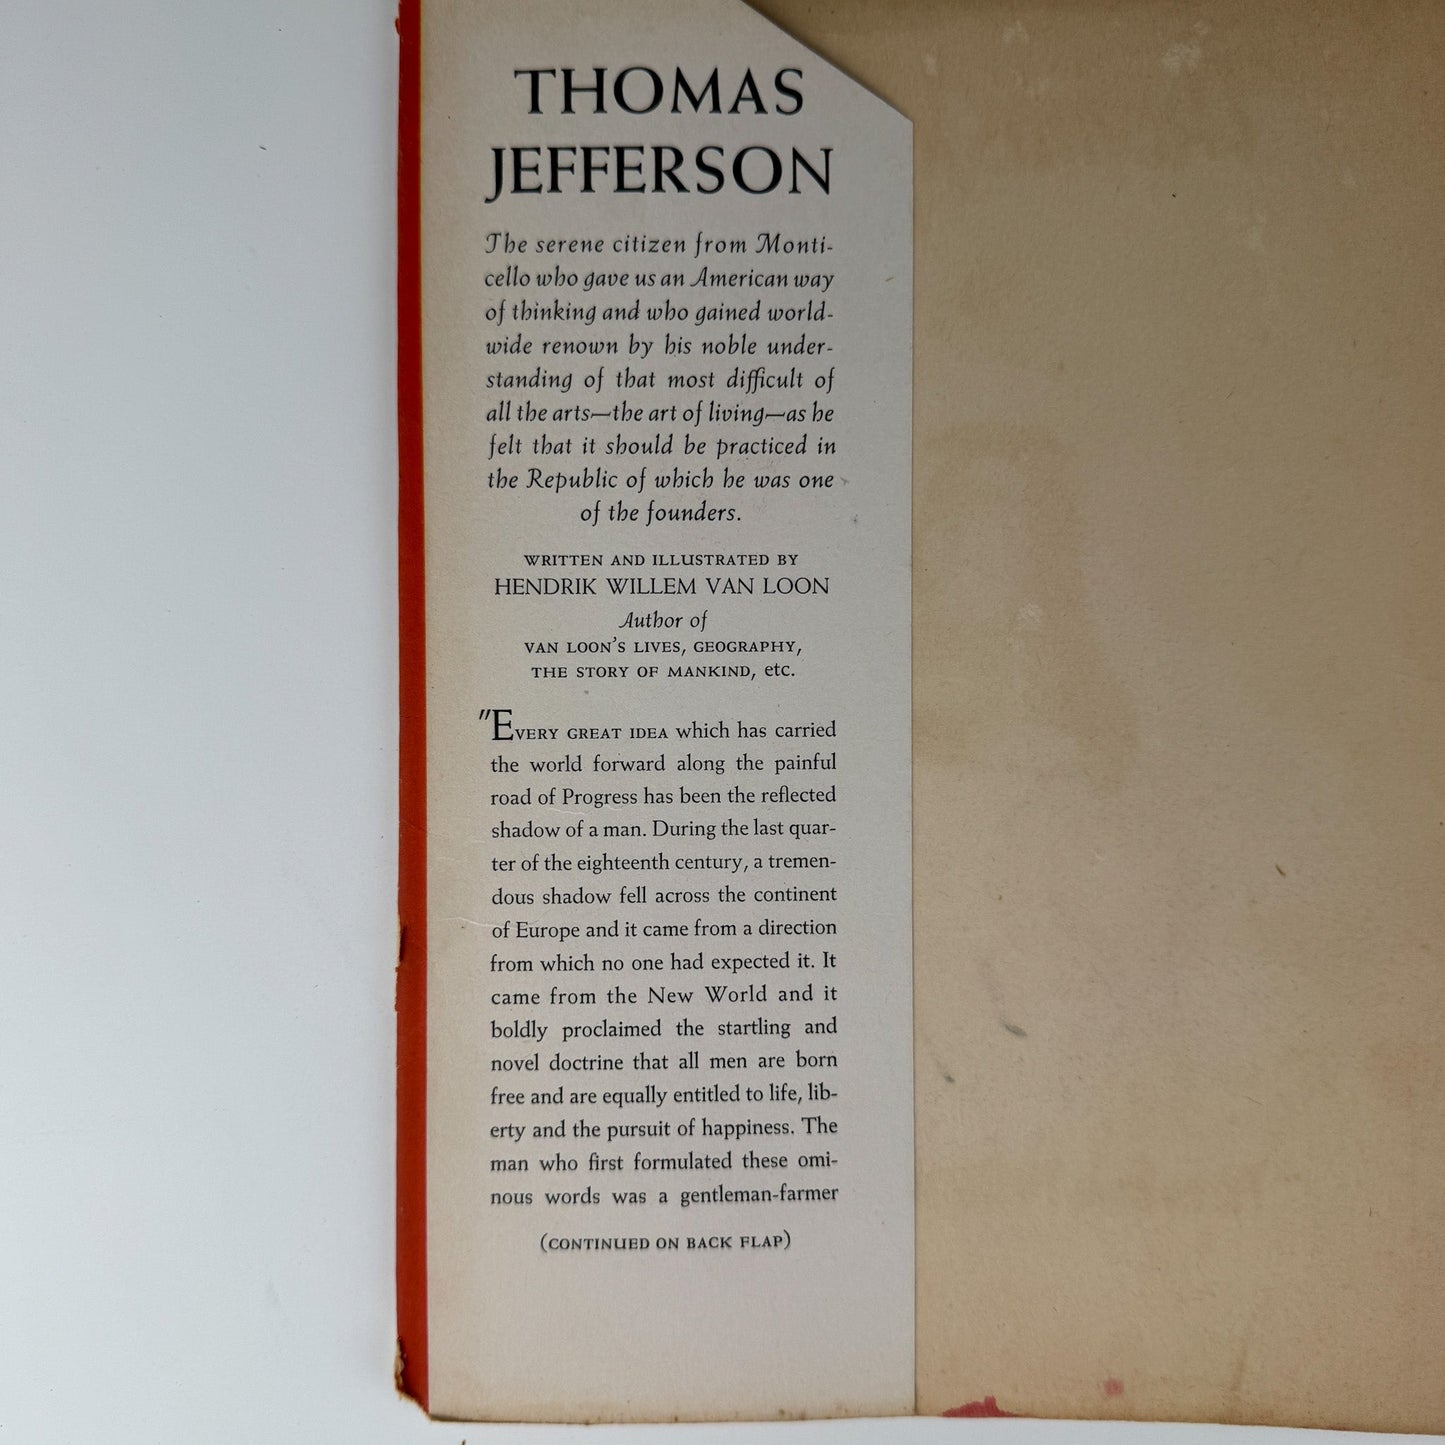 THOMAS
JEFFERSON
The serene citizen from Monti-
cello who gave us an American way
of thinking and who gained world-
wide renown by his noble under-
standing of that most difficult of
all the arts—the art of living—as he
felt that it should be practiced in
the Republic of which he was one
of the founders.
WRITTEN AND ILLUSTRATED BY
HENDRIK WILLEM VAN LOON
Author of
VAN LOON'S LIVES, GEOGRAPHY,
THE STORY OF MANKIND, etc.
"EVERY GREAT IDEA which has carried
the world forward along the painful
road of Progress has been the reflected
shadow of a man. During the last quar-
ter of the eighteenth century, a tremen-
dous shadow fell across the continent
of Europe and it came from a direction
from which no one had expected it. It
came from the New World and it
boldly proclaimed the startling and
novel doctrine that all men are born
free and are equally entitled to life, lib-
erty and the pursuit of happiness. The
man who first formulated these omi-
nous words was a gentleman-farmer
(CONTINUED ON BACK FLAP)